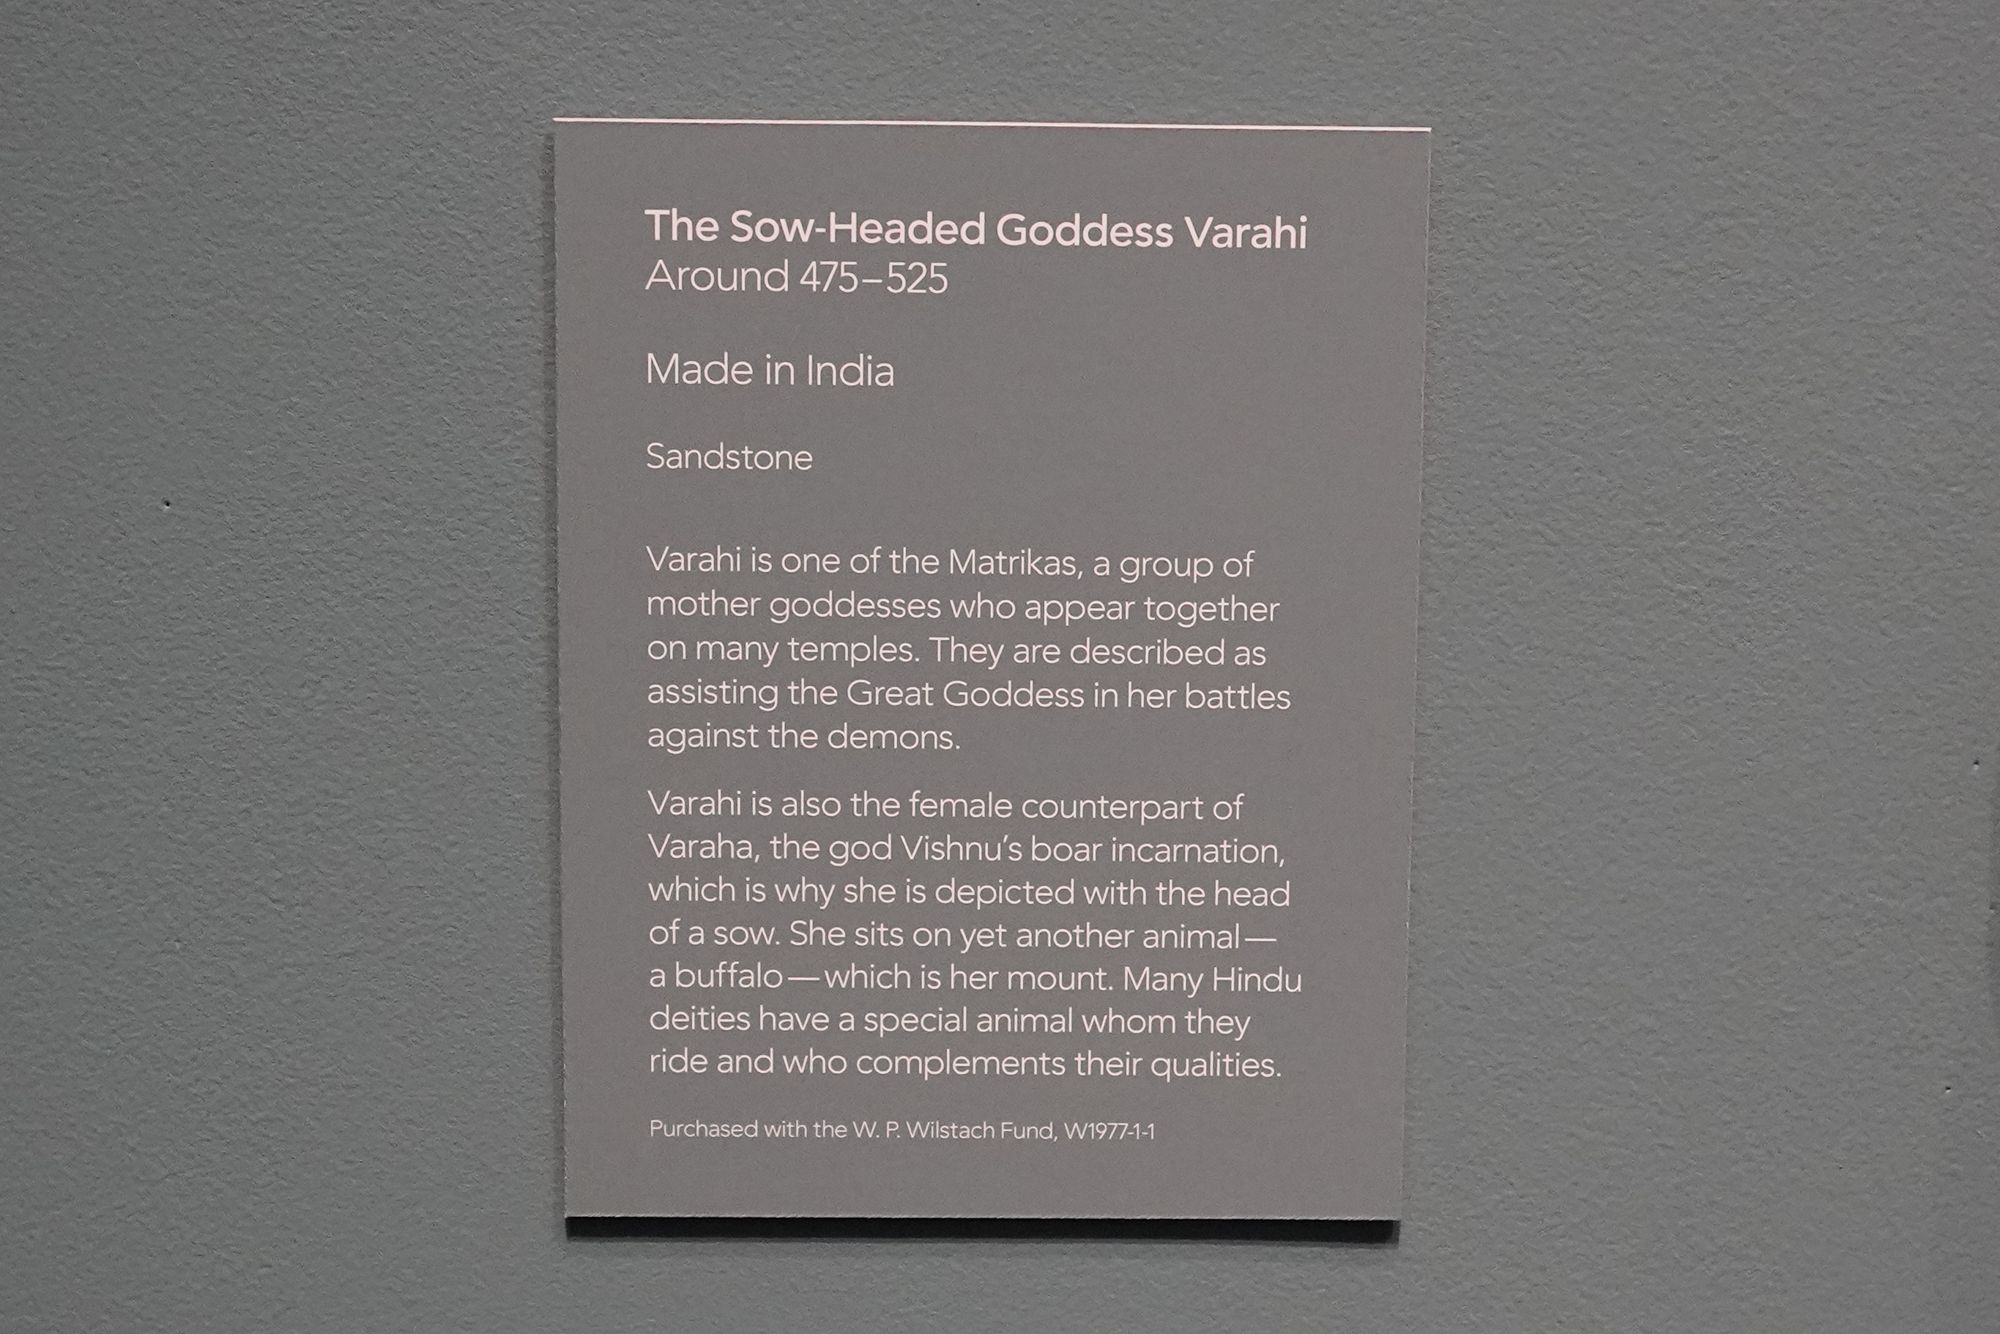 The Sow-Headed Goddess Varahi
Around 475–525
Made in India
Sandstone
Varahi is one of the Matrikas, a group of
mother goddesses who appear together
on many temples. They are described as
assisting the Great Goddess in her battles
against the demons.
Varahi is also the female counterpart of
Varaha, the god Vishnu’s boar incarnation,
which is why she is depicted with the head
of a sow. She sits on yet another animal—
a buffalo—which is her mount. Many Hindu
deities have a special animal whom they
ride and who complements their qualities.
Purchased with the W. P. Wilstach Fund, W1977-1-1